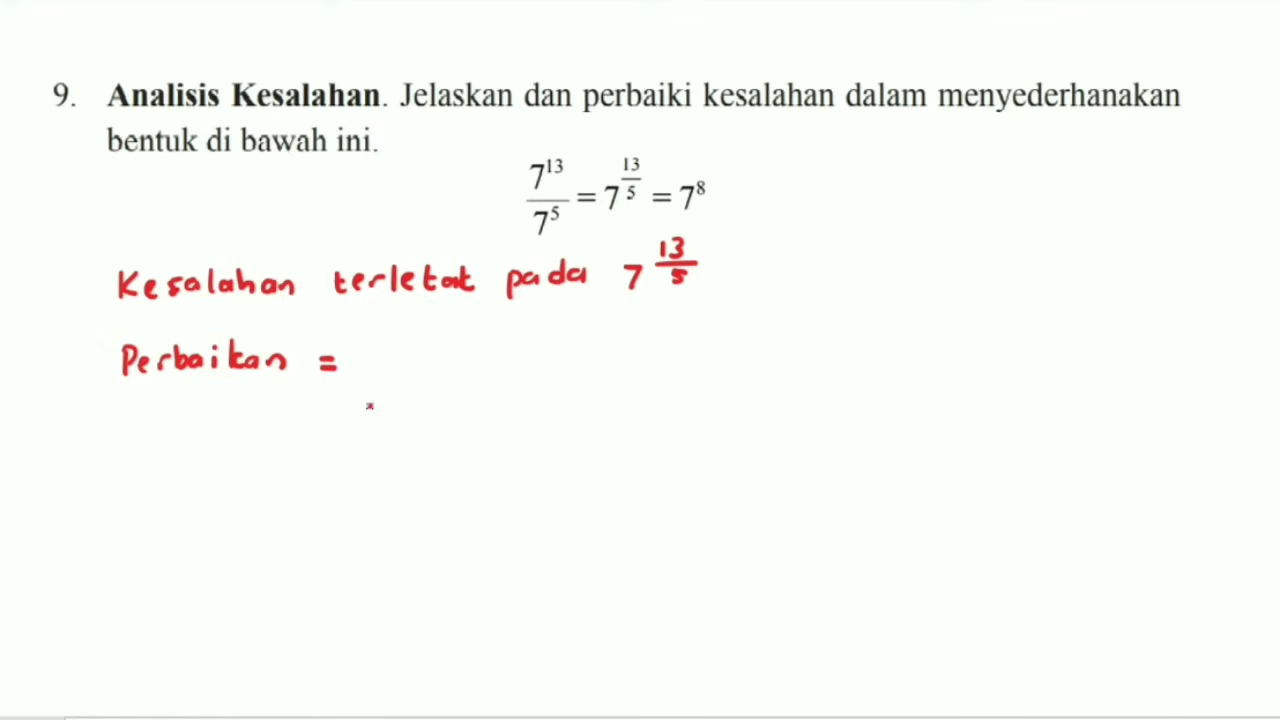 9. Analisis Kesalahan. Jelaskan dan perbaiki kesalahan dalam menyederhanakan
bentuk di bawah ini.
7^13/7^5 = 7^(13/5) = 7^8
Kesalahan terletak pada 7^(13/5)
Perbaikan =